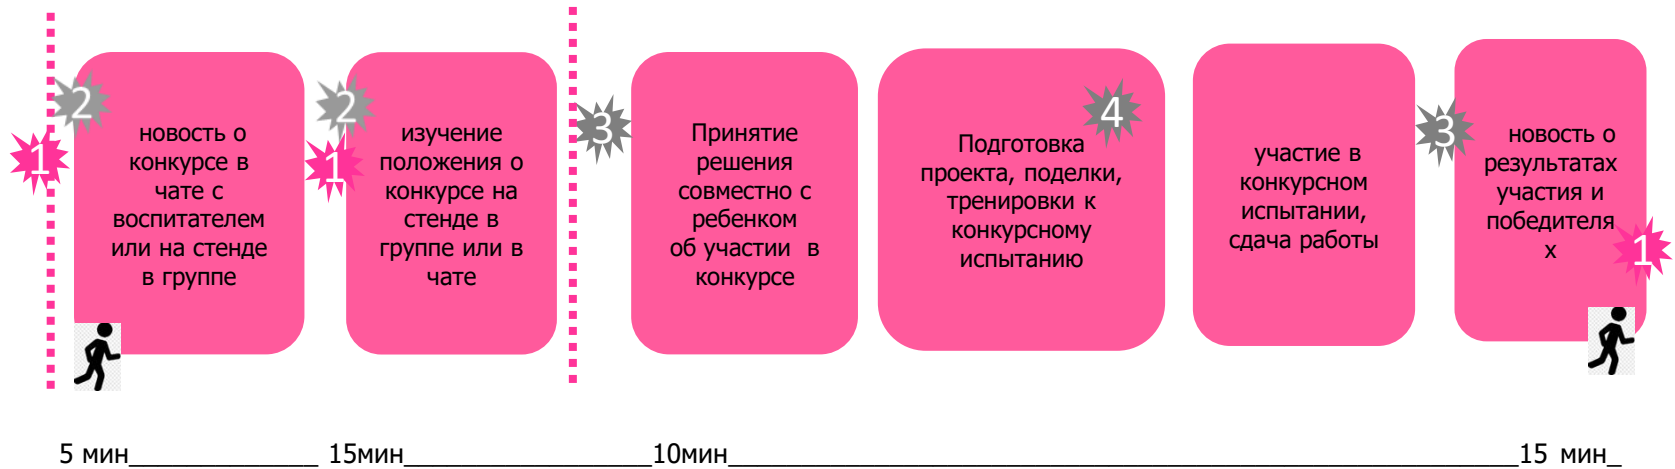 2
1
новость о
конкурсе в
чате с
воспитателем
или на стенде
в группе
2
1
изучение
положения о
конкурсе на
стенде в
группе или в
чате
3
Принятие
решения
совместно с
ребенком
об участии в
конкурсе
4
Подготовка
проекта, поделки,
тренировки к
конкурсному
испытанию
участие в
конкурсном
испытании,
сдача работы
3
новость о
результатах
участия и
победителя
х
1
5 мин_____________ 15мин_________________10мин______________________________________________________15 мин_